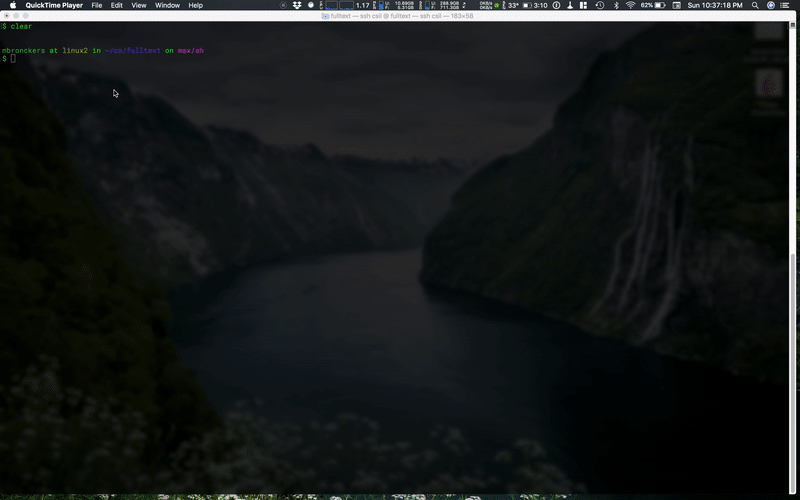 QuickTime Player File Edit View Window Help 1.17 10.69GB 5.31GB 288.9GB 711.3GB 0KB/s 0KB/s 33° 3:10 62% Sun 10:37:18 PM
fulltext — ssh csil @ fulltext — ssh csil — 183×58
$ clear
mbronckers at linux2 in ~/ca/fulltext on max/sh
$